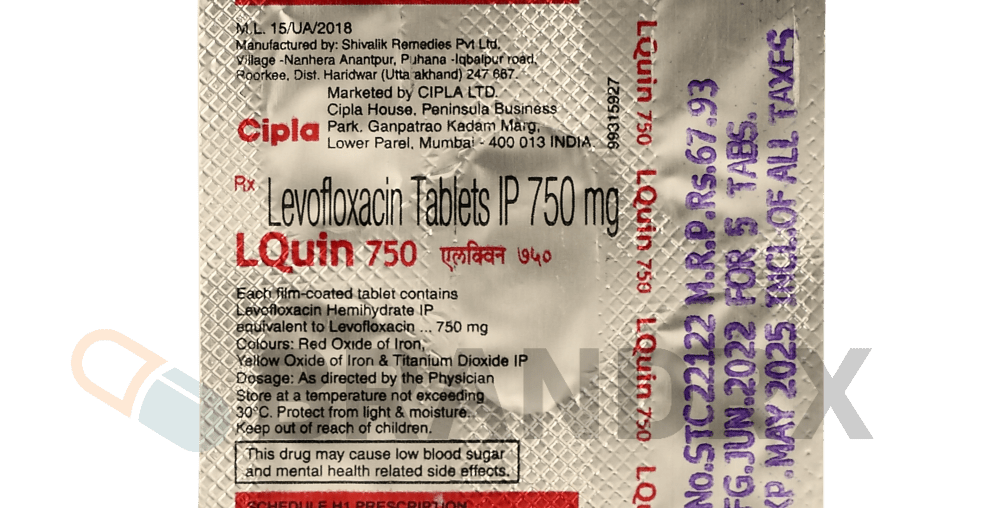 M.L. 15/UA/2018
Manufactured by: Shivalik Remedies Pvt Ltd,
Village -Nanhera Anantpur, Puhana -Iqbalpur road,
Roorkee, Dist. Haridwar (Utta akhand) 247 667.
Marketed by CIPLA LTD.
Cipla House, Peninsula Business
Park, Ganpatrao Kadam Marg,
Lower Parel, Mumbai - 400 013 INDIA.
Cipla
99315927
Rx
Levofloxacin Tablets IP 750 mg
LQuin 750 एलक्विन ७५०
Each film-coated tablet contains
Levofloxacin Hemihydrate IP
equivalent to Levofloxacin ... 750 mg
Colours: Red Oxide of Iron,
Yellow Oxide of Iron & Titanium Dioxide IP
Dosage: As directed by the Physician
Store at a temperature not exceeding
30°C. Protect from light & moisture.
Keep out of reach of children.
This drug may cause low blood sugar
and mental health related side effects.
SCHEDULE H1 PRESCRIPTION
LQuin 750 LQuin 750 LQuin 750 LQu
No.STC22122 M.R.P.Rs.67.93
FG.JUN.2022 FOR 5 TABS.
XP.MAY 2025 INCL.OF ALL TAXES